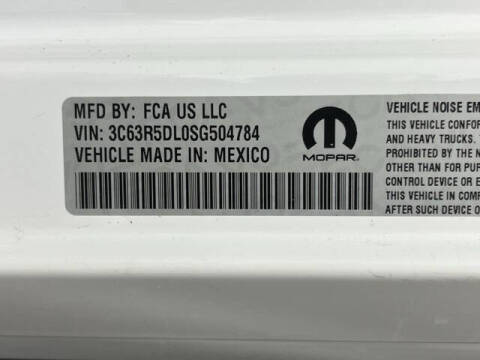 MFD BY: FCA US LLC
VIN: 3C63R5DL0SG504784
VEHICLE MADE IN: MEXICO
MOPAR
VEHICLE NOISE EM
THIS VEHICLE CONFOR
AND HEAVY TRUCKS.
PROHIBITED BY THE N
OTHER THAN FOR PUR
CONTROL DEVICE OR E
THIS VEHICLE IN COMP
AFTER SUCH DEVICE O